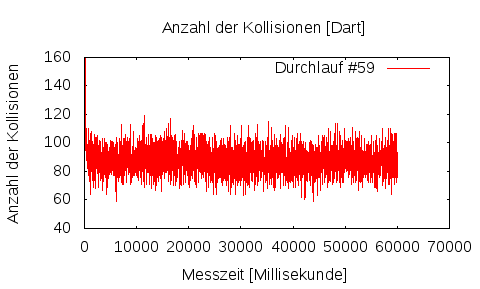 Anzahl der Kollisionen [Dart]
Durchlauf #59
Anzahl der Kollisionen
160
140
120
100
80
60
40
0 10000 20000 30000 40000 50000 60000 70000
Messzeit [Millisekunde]